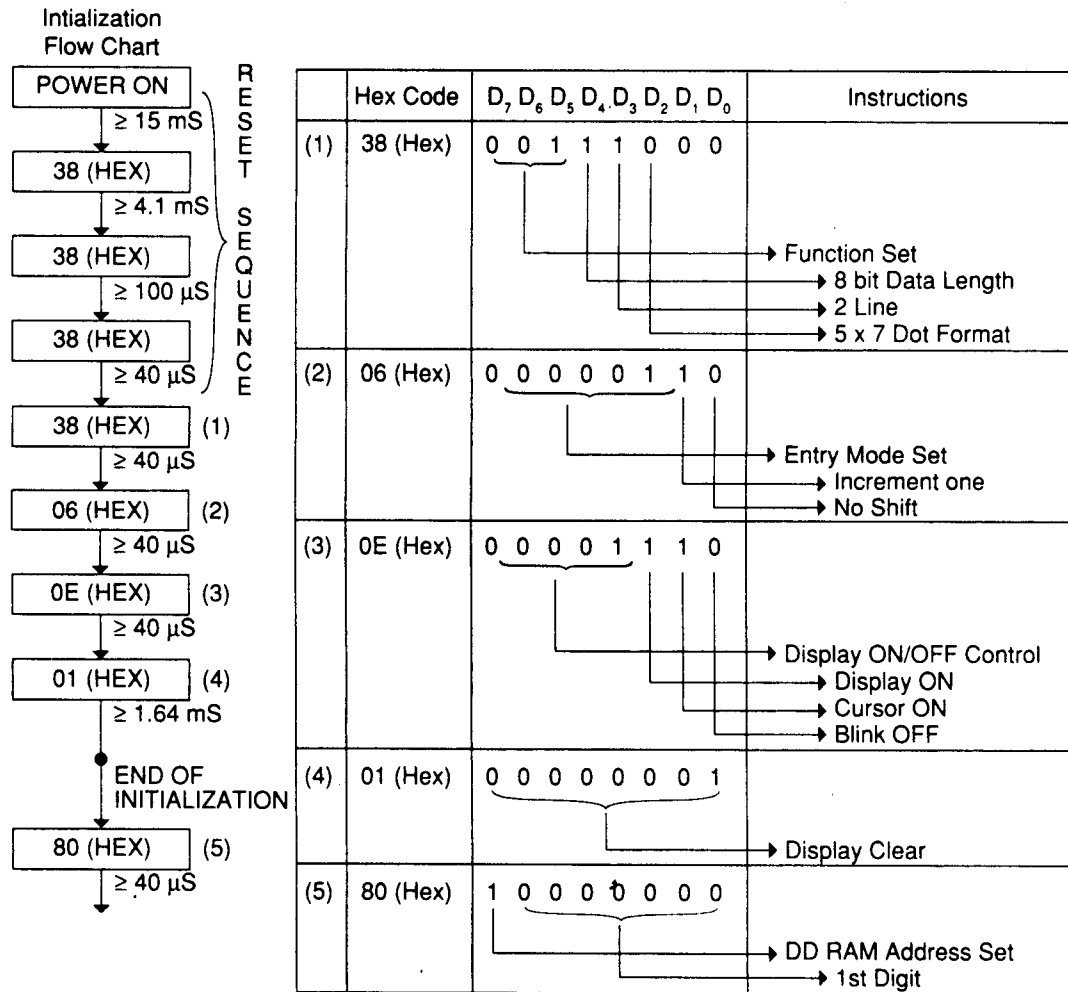 Intialization
Flow Chart
POWER ON
≥ 15 mS
38 (HEX)
≥ 4.1 mS
38 (HEX)
≥ 100 µS
38 (HEX)
≥ 40 µS
RESET SEQUENCE
38 (HEX) (1)
≥ 40 µS
06 (HEX) (2)
≥ 40 µS
0E (HEX) (3)
≥ 40 µS
01 (HEX) (4)
≥ 1.64 mS
END OF
INITIALIZATION
80 (HEX) (5)
≥ 40 µS
Hex Code D7 D6 D5 D4 D3 D2 D1 D0 Instructions
(1) 38 (Hex) 0 0 1 1 1 0 0 0
Function Set
8 bit Data Length
2 Line
5 x 7 Dot Format
(2) 06 (Hex) 0 0 0 0 0 1 1 0
Entry Mode Set
Increment one
No Shift
(3) 0E (Hex) 0 0 0 0 1 1 1 0
Display ON/OFF Control
Display ON
Cursor ON
Blink OFF
(4) 01 (Hex) 0 0 0 0 0 0 0 1
Display Clear
(5) 80 (Hex) 1 0 0 0 0 0 0 0
DD RAM Address Set
1st Digit